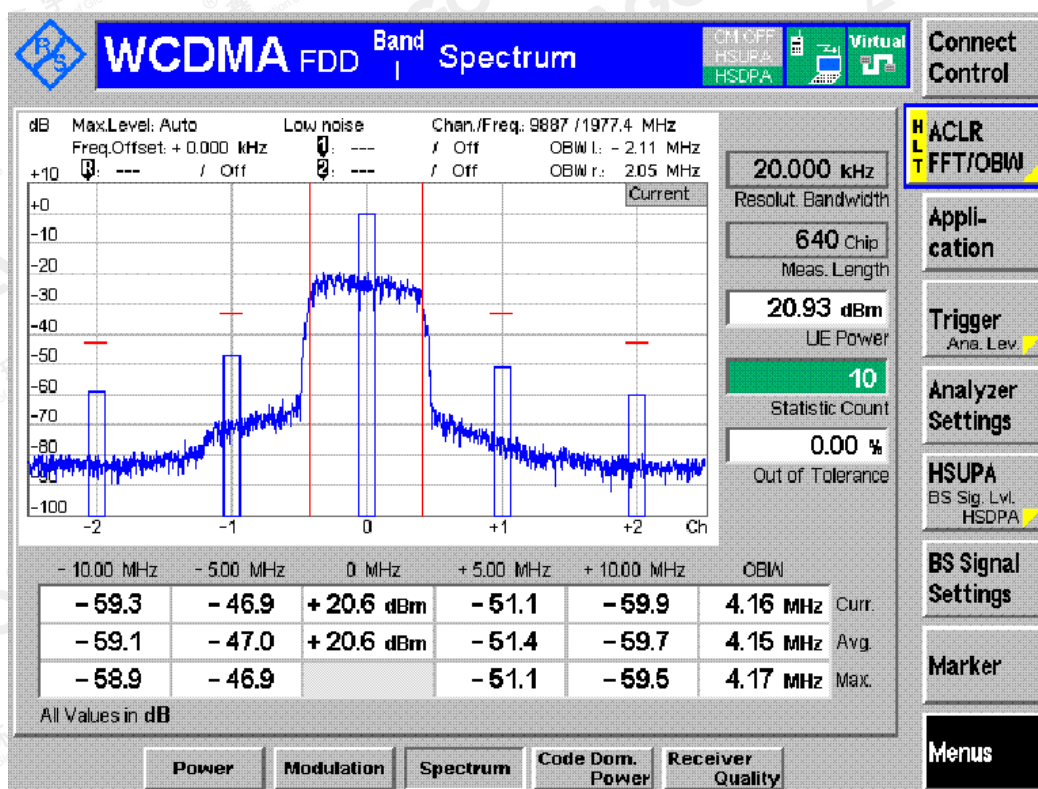 R&S
WCDMA FDD Band I Spectrum
CM OFF
HSUPA
HSDPA
Virtual
Connect Control
dB Max.Level: Auto Low noise Chan./Freq.: 9887 / 1977.4 MHz
Freq.Offset: + 0.000 kHz 1: --- / Off OBW l.: - 2.11 MHz
R: --- / Off 2: --- / Off OBW r.: 2.05 MHz
+10
Current
+0
-10
-20
-30
-40
-50
-60
-70
-80
-90
-100
-2 -1 0 +1 +2 Ch
20.000 kHz
Resolut. Bandwidth
640 Chip
Meas. Length
20.93 dBm
UE Power
10
Statistic Count
0.00 %
Out of Tolerance
- 10.00 MHz - 5.00 MHz 0 MHz + 5.00 MHz + 10.00 MHz OBW
- 59.3 - 46.9 + 20.6 dBm - 51.1 - 59.9 4.16 MHz Curr.
- 59.1 - 47.0 + 20.6 dBm - 51.4 - 59.7 4.15 MHz Avg.
- 58.9 - 46.9 - 51.1 - 59.5 4.17 MHz Max.
All Values in dB
HLT
ACLR
FFT/OBW
Appli-
cation
Trigger
Ana. Lev.
Analyzer
Settings
HSUPA
BS Sig. Lvl.
HSDPA
BS Signal
Settings
Marker
Menus
Power
Modulation
Spectrum
Code Dom.
Power
Receiver
Quality